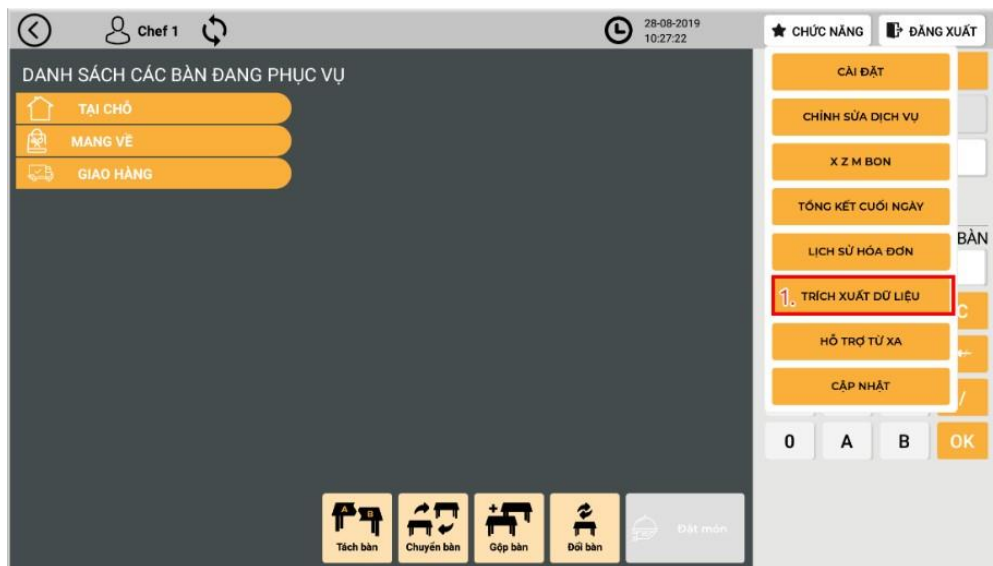 Chef 1
28-08-2019
10:27:22
CHỨC NĂNG
ĐĂNG XUẤT
DANH SÁCH CÁC BÀN ĐANG PHỤC VỤ
TẠI CHỖ
MANG VỀ
GIAO HÀNG
CÀI ĐẶT
CHỈNH SỬA DỊCH VỤ
X Z M BON
TỔNG KẾT CUỐI NGÀY
LỊCH SỬ HÓA ĐƠN
BÀN
1. TRÍCH XUẤT DỮ LIỆU
C
HỖ TRỢ TỪ XA
CẬP NHẬT
/
0 A B OK
A B
Tách bàn
Chuyển bàn
Gộp bàn
Đổi bàn
Đặt món